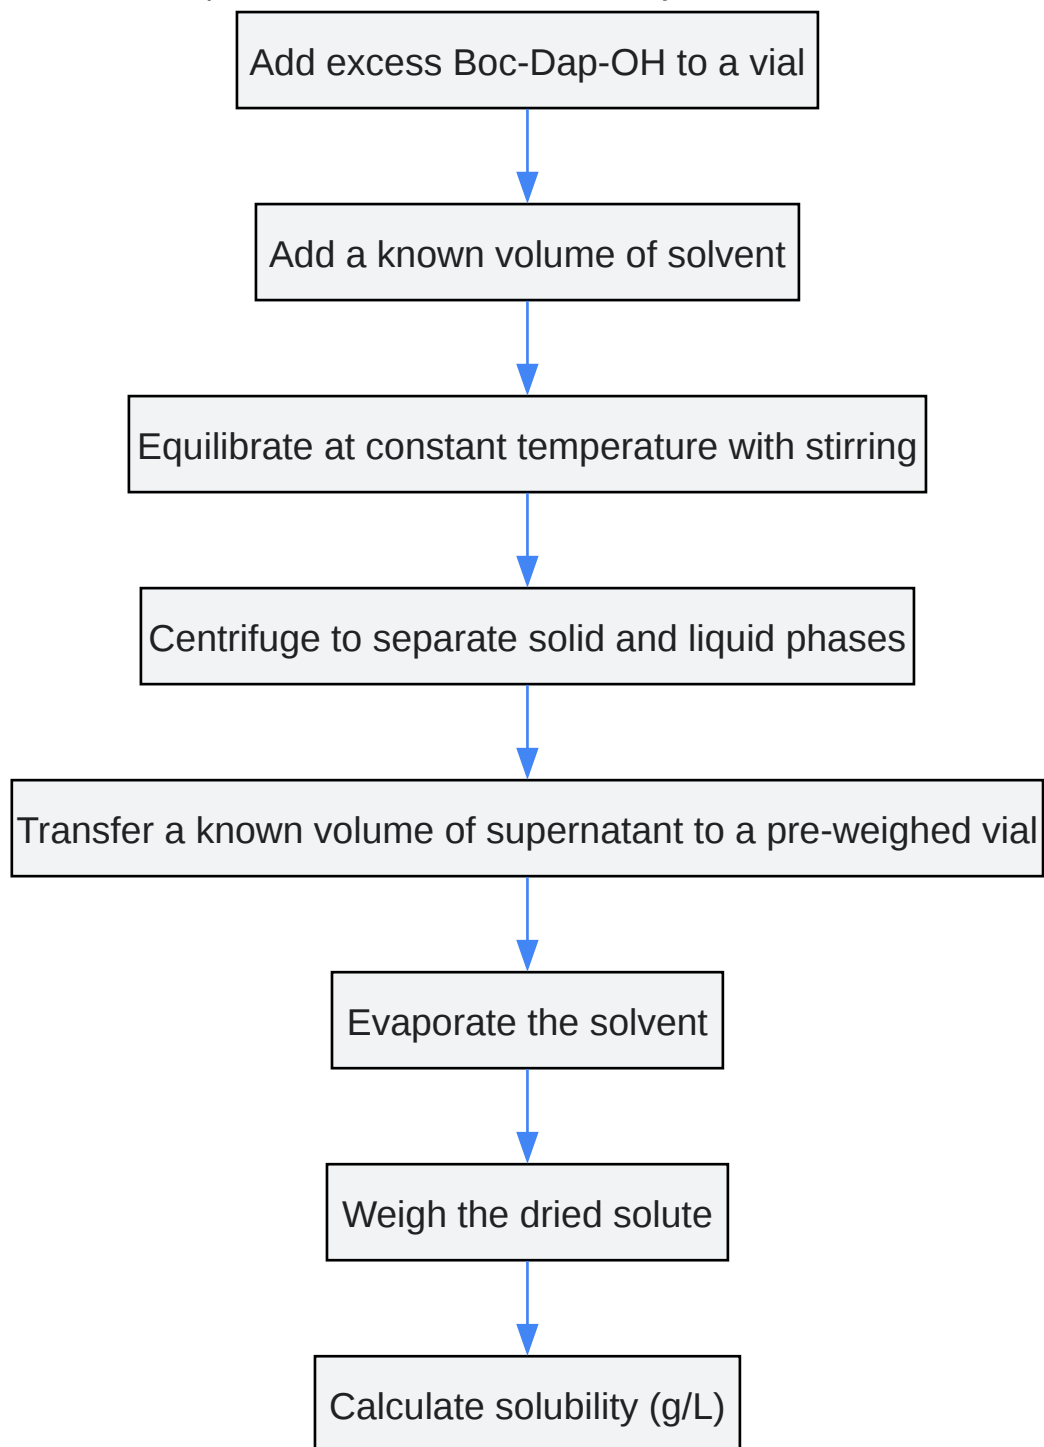 Add excess Boc-Dap-OH to a vial
Add a known volume of solvent
Equilibrate at constant temperature with stirring
Centrifuge to separate solid and liquid phases
Transfer a known volume of supernatant to a pre-weighed vial
Evaporate the solvent
Weigh the dried solute
Calculate solubility (g/L)